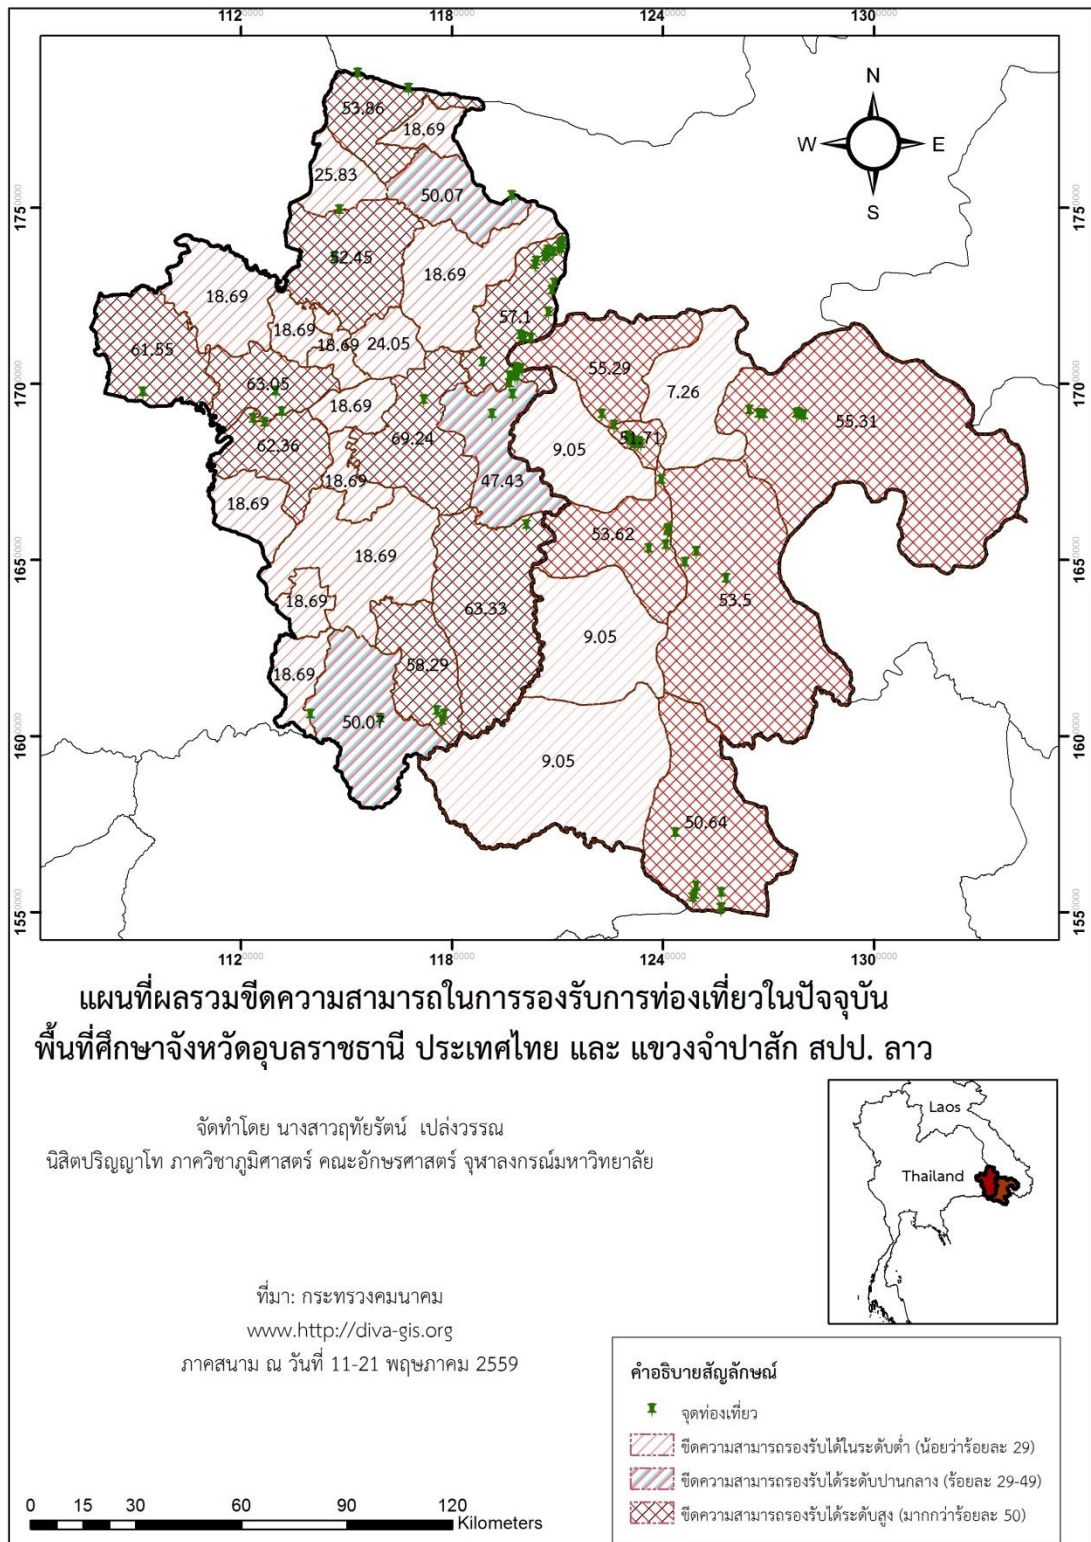 1120000 1180000 1240000 1300000
1750000 1750000
1700000 1700000
1650000 1650000
1600000 1600000
1550000 1550000
N
W E
S
53.86
18.69
25.83
50.07
52.45
18.69
18.69
57.1
18.69
18.69
24.05
61.55
55.29
63.05
7.26
18.69
55.31
62.36
69.24
51.71
9.05
18.69
47.43
18.69
53.62
18.69
53.5
18.69
63.33
9.05
58.29
18.69
50.07
9.05
50.64
1120000 1180000 1240000 1300000
แผนที่ผลรวมขีดความสามารถในการรองรับการท่องเที่ยวในปัจจุบัน
พื้นที่ศึกษาจังหวัดอุบลราชธานี ประเทศไทย และ แขวงจำปาสัก สปป. ลาว
จัดทำโดย นางสาวฤทัยรัตน์ เปล่งวรรณ
นิสิตปริญญาโท ภาควิชาภูมิศาสตร์ คณะอักษรศาสตร์ จุฬาลงกรณ์มหาวิทยาลัย
Laos
Thailand
ที่มา: กระทรวงคมนาคม
www.http://diva-gis.org
ภาคสนาม ณ วันที่ 11-21 พฤษภาคม 2559
คำอธิบายสัญลักษณ์
จุดท่องเที่ยว
ขีดความสามารถรองรับได้ในระดับต่ำ (น้อยว่าร้อยละ 29)
ขีดความสามารถรองรับได้ระดับปานกลาง (ร้อยละ 29-49)
ขีดความสามารถรองรับได้ระดับสูง (มากกว่าร้อยละ 50)
0 15 30 60 90 120
Kilometers